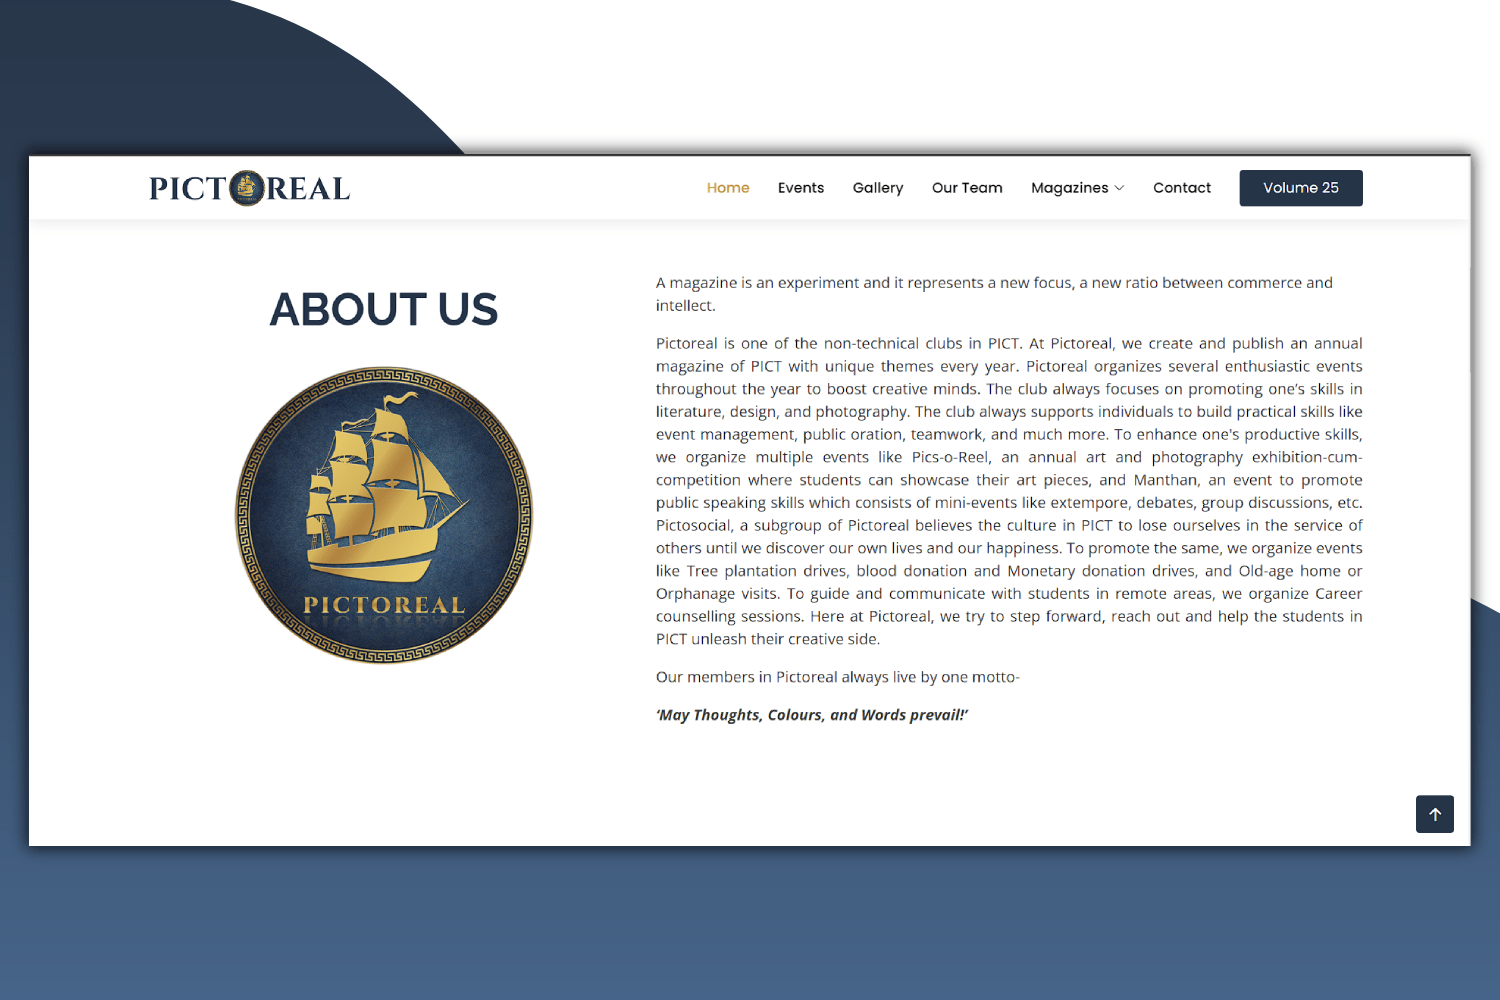 PICTOREAL
Home
Events
Gallery
Our Team
Magazines
Contact
Volume 25
ABOUT US
PICTOREAL
A magazine is an experiment and it represents a new focus, a new ratio between commerce and
intellect.
Pictoreal is one of the non-technical clubs in PICT. At Pictoreal, we create and publish an annual
magazine of PICT with unique themes every year. Pictoreal organizes several enthusiastic events
throughout the year to boost creative minds. The club always focuses on promoting one’s skills in
literature, design, and photography. The club always supports individuals to build practical skills like
event management, public oration, teamwork, and much more. To enhance one's productive skills,
we organize multiple events like Pics-o-Reel, an annual art and photography exhibition-cum-
competition where students can showcase their art pieces, and Manthan, an event to promote
public speaking skills which consists of mini-events like extempore, debates, group discussions, etc.
Pictosocial, a subgroup of Pictoreal believes the culture in PICT to lose ourselves in the service of
others until we discover our own lives and our happiness. To promote the same, we organize events
like Tree plantation drives, blood donation and Monetary donation drives, and Old-age home or
Orphanage visits. To guide and communicate with students in remote areas, we organize Career
counselling sessions. Here at Pictoreal, we try to step forward, reach out and help the students in
PICT unleash their creative side.
Our members in Pictoreal always live by one motto-
‘May Thoughts, Colours, and Words prevail!’